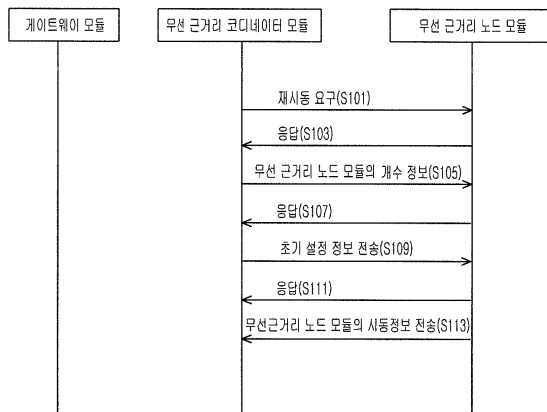 게이트웨이 모듈
무선 근거리 코디네이터 모듈
무선 근거리 노드 모듈
재시동 요구(S101)
응답(S103)
무선 근거리 노드 모듈의 개수 정보(S105)
응답(S107)
초기 설정 정보 전송(S109)
응답(S111)
무선근거리 노드 모듈의 시동정보 전송(S113)